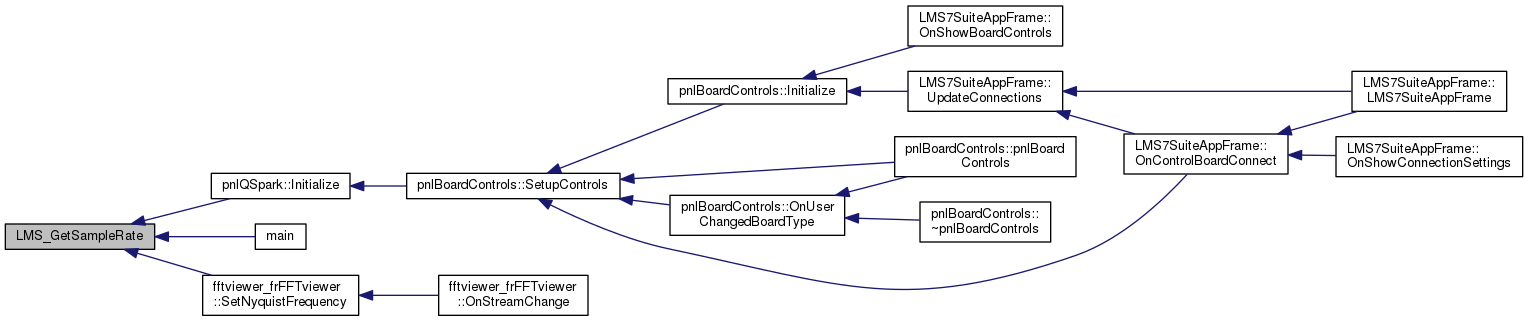 LMS7SuiteAppFrame::
OnShowBoardControls
pnlBoardControls::Initialize
LMS7SuiteAppFrame::
UpdateConnections
LMS7SuiteAppFrame::
LMS7SuiteAppFrame
LMS7SuiteAppFrame::
OnControlBoardConnect
LMS7SuiteAppFrame::
OnShowConnectionSettings
pnlBoardControls::pnlBoard
Controls
pnlQSpark::Initialize
pnlBoardControls::SetupControls
pnlBoardControls::OnUser
ChangedBoardType
pnlBoardControls::
~pnlBoardControls
LMS_GetSampleRate
main
fftviewer_frFFTviewer
::SetNyquistFrequency
fftviewer_frFFTviewer
::OnStreamChange